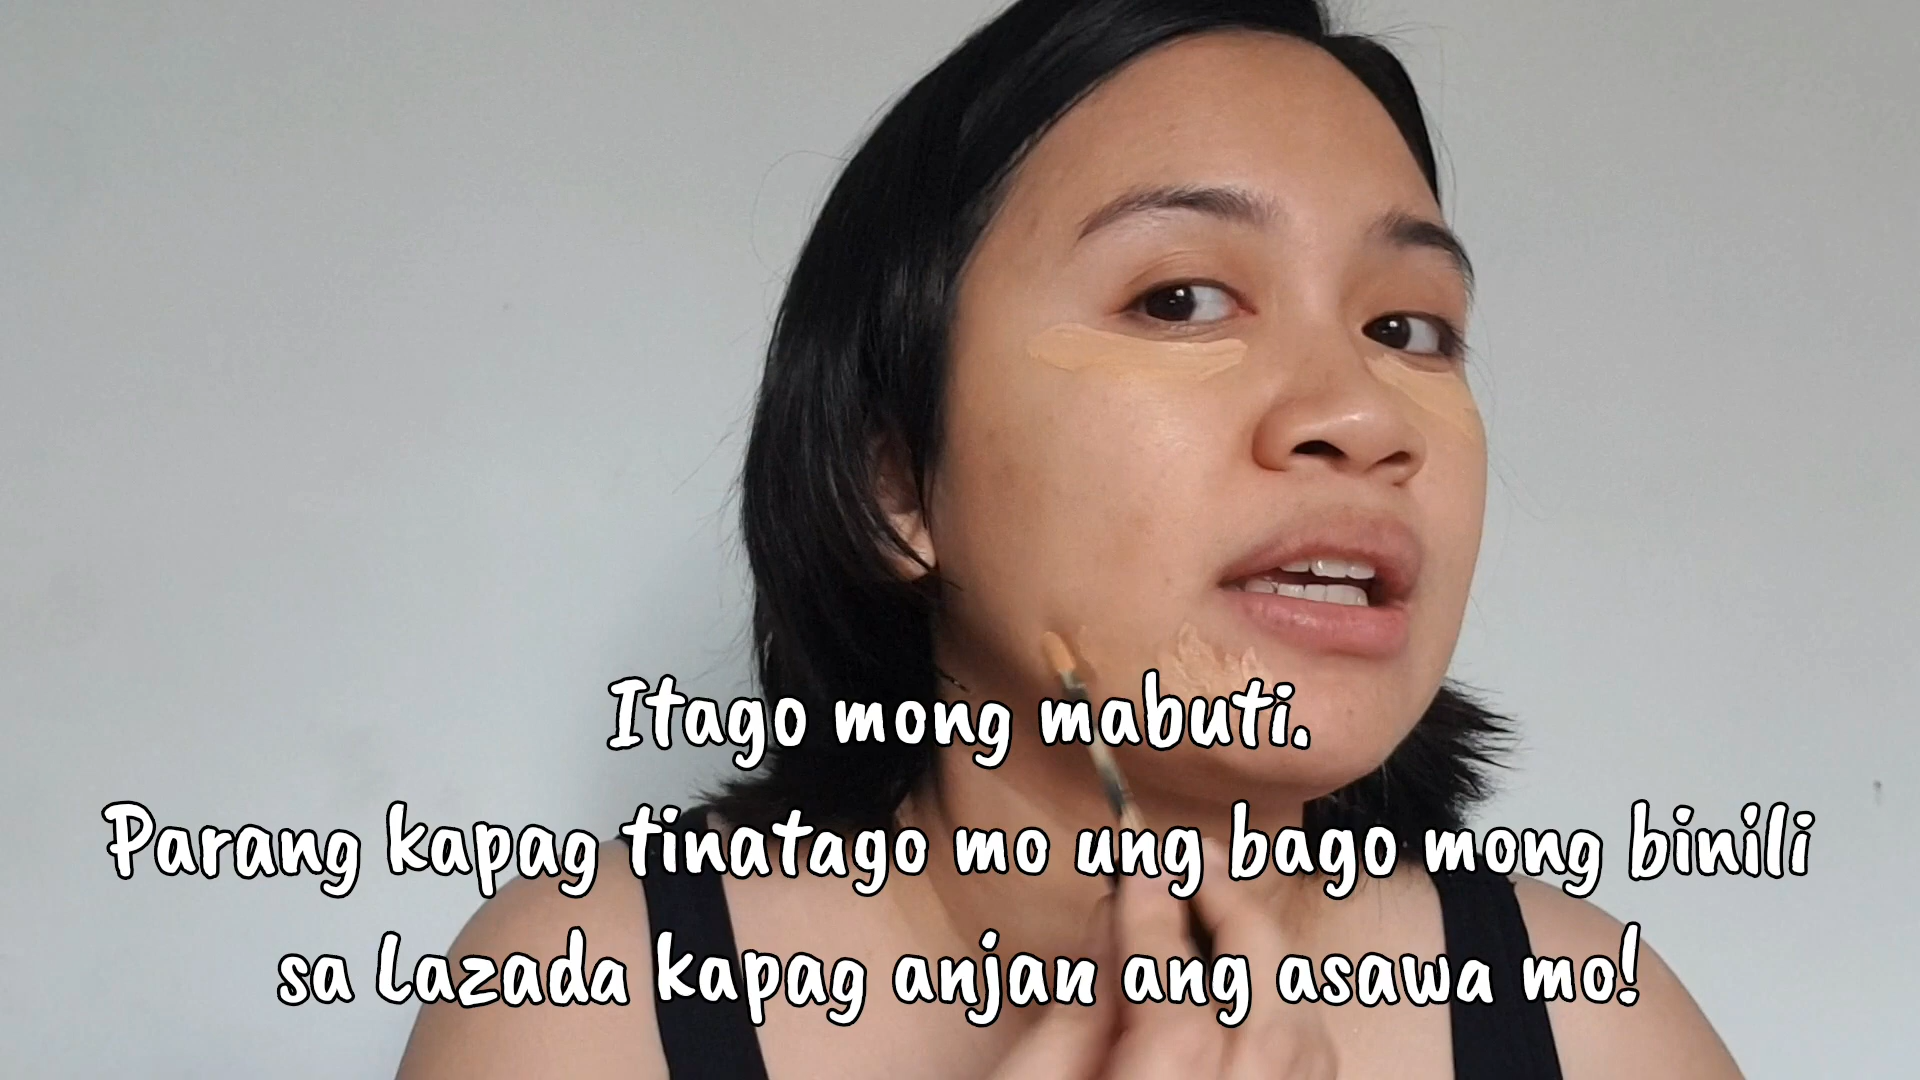 Itago mong mabuti.
Parang kapag tinatago mo ung bago mong binili
sa Lazada kapag anjan ang asawa mo!